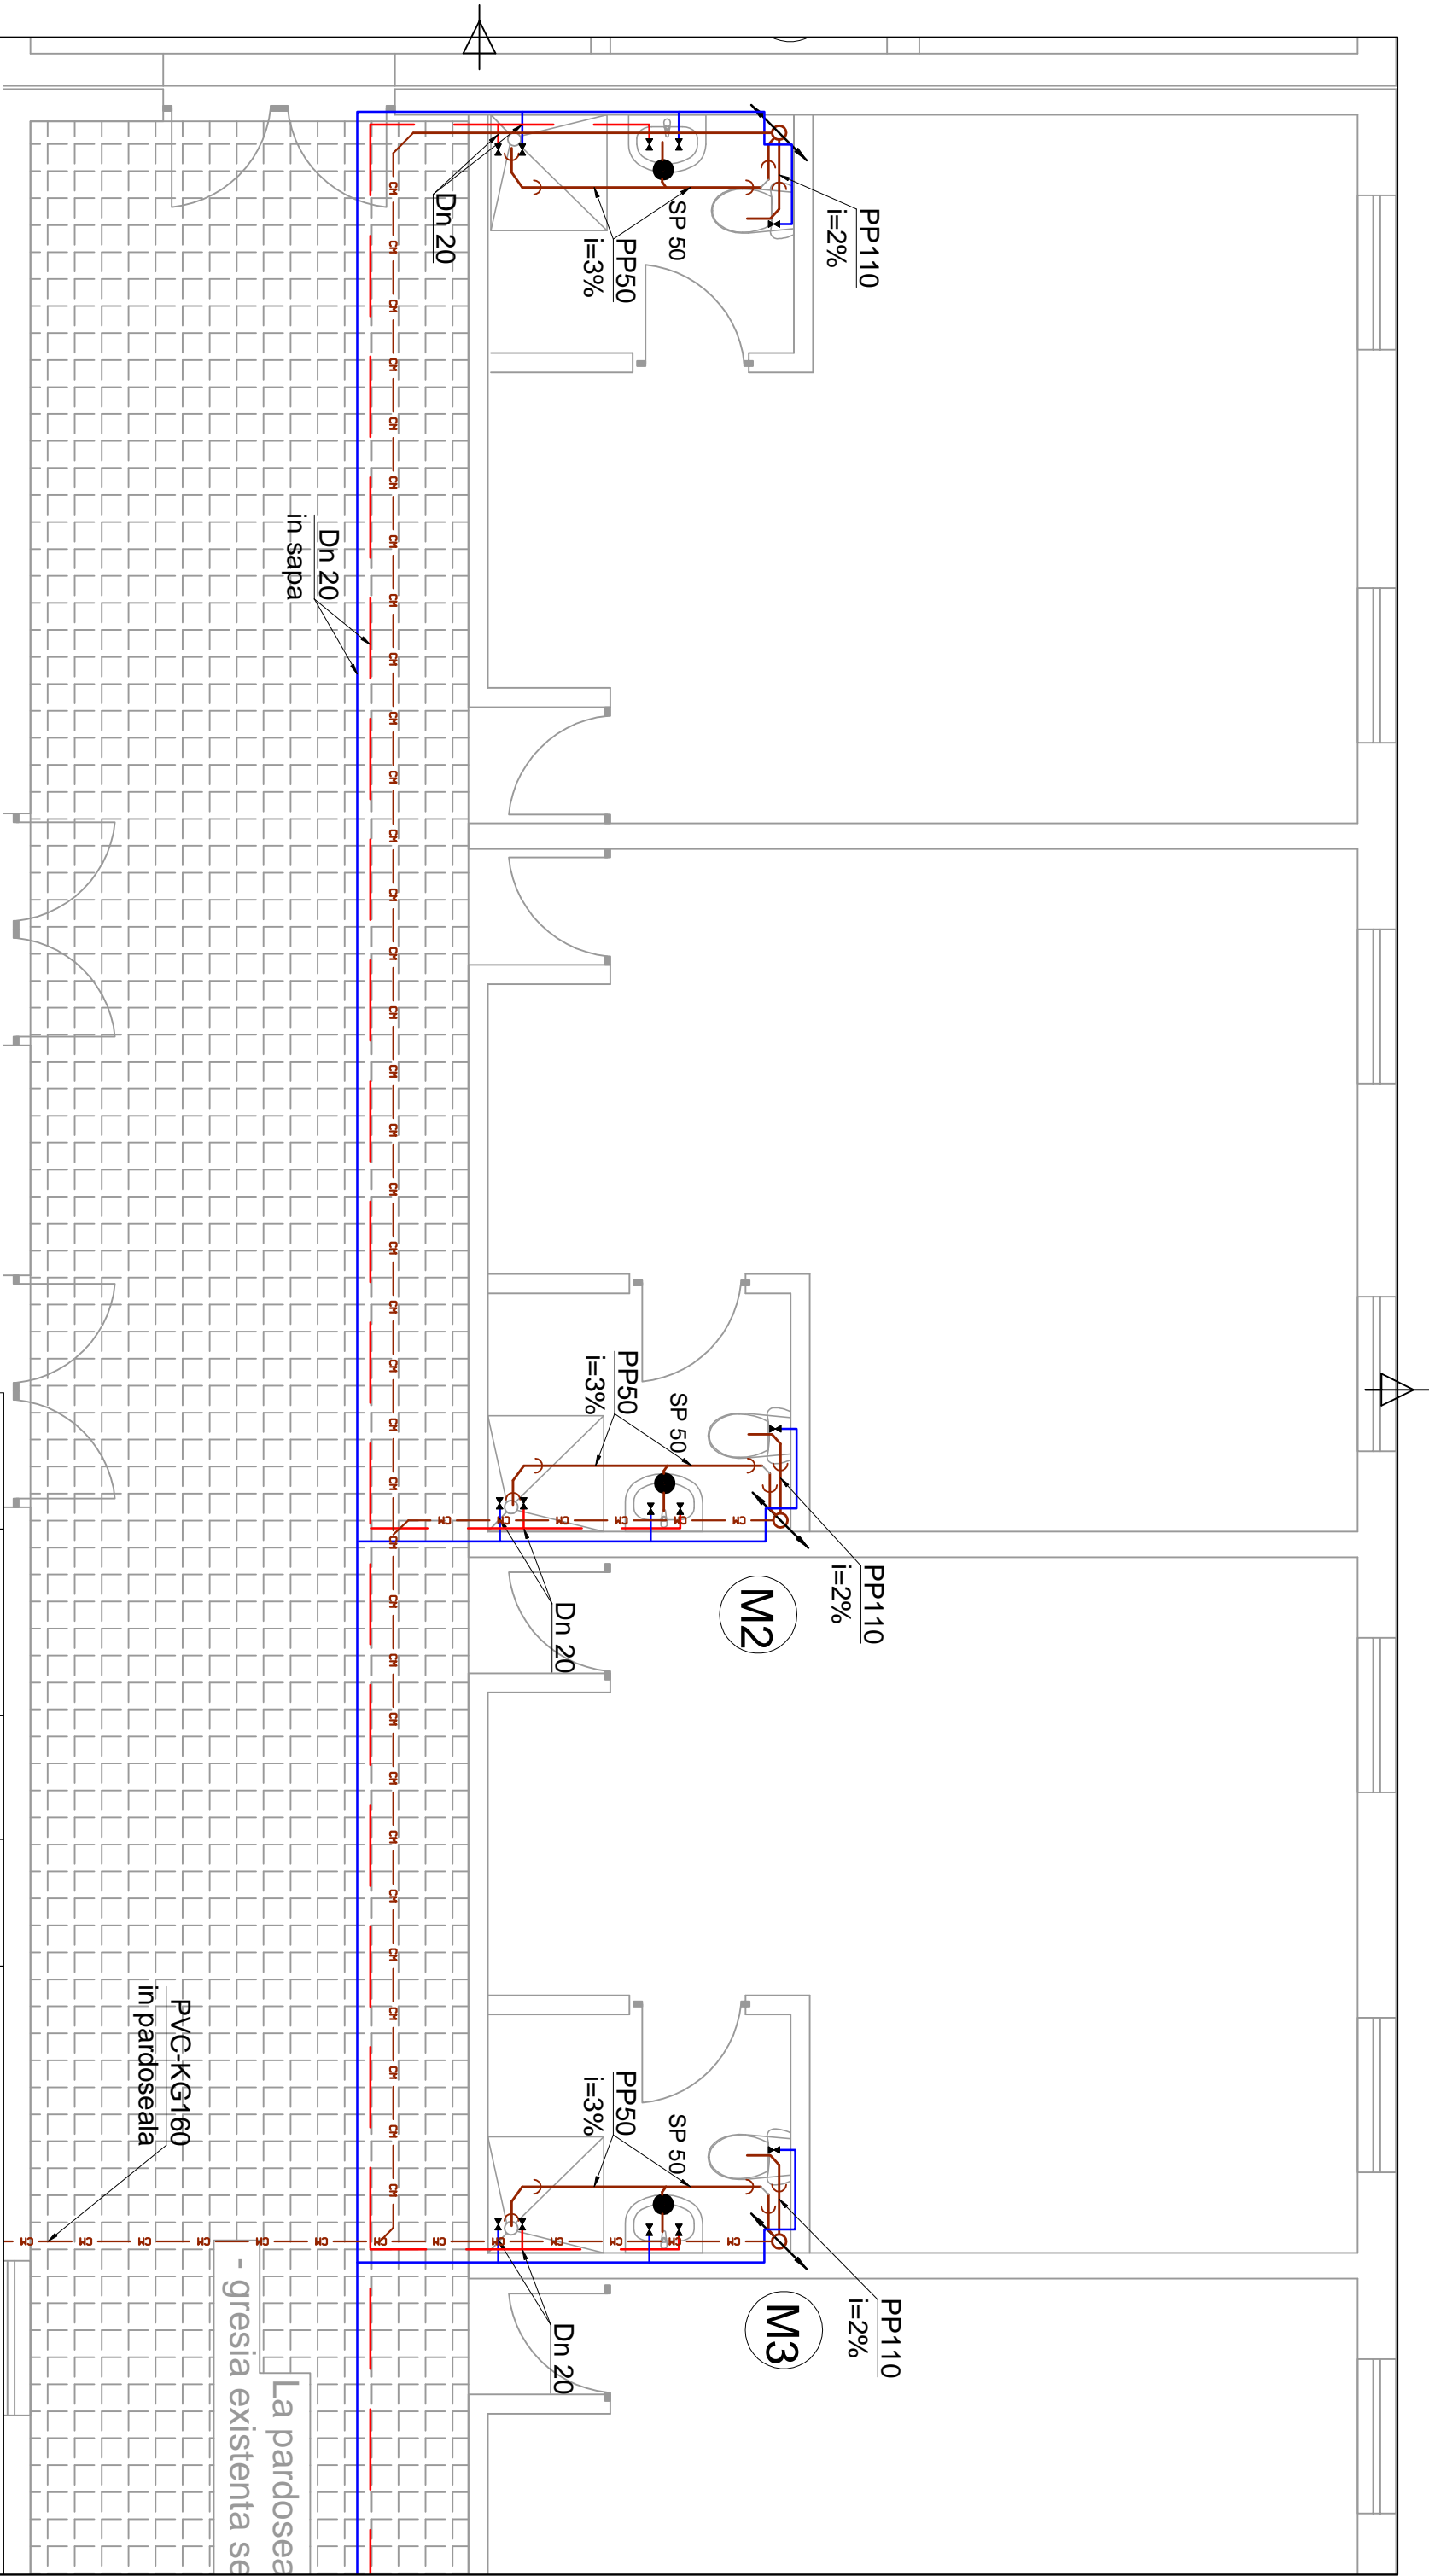 PP110
i=2%
SP 50
PP50
i=3%
Dn 20
Dn 20
in sapa
PP110
i=2%
M2
SP 50
PP50
i=3%
Dn 20
PP110
i=2%
M3
SP 50
PP50
i=3%
Dn 20
PVC-KG160
in pardoseala
La pardosea
- gresia existenta se